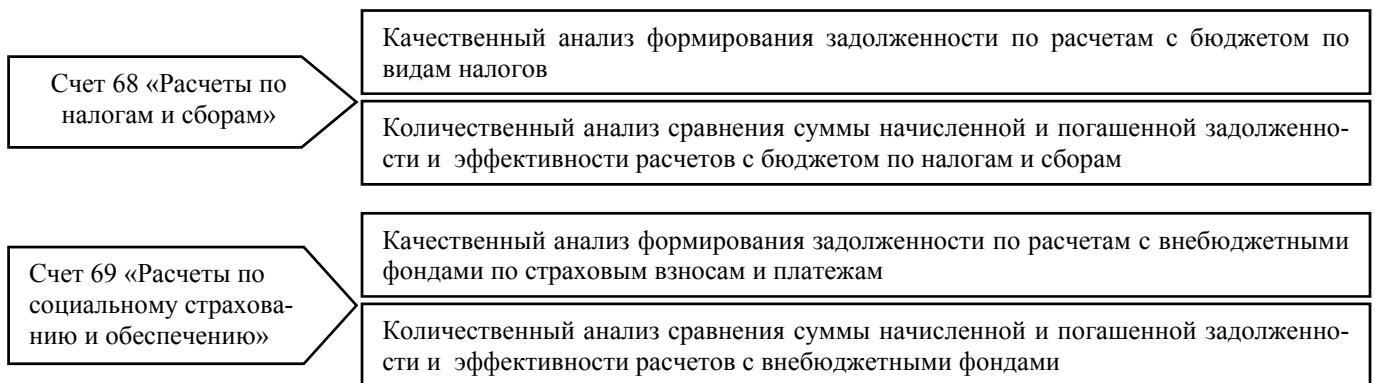 Счет 68 «Расчеты по
налогам и сборам»
Качественный анализ формирования задолженности по расчетам с бюджетом по
видам налогов
Количественный анализ сравнения суммы начисленной и погашенной задолженно-
сти и эффективности расчетов с бюджетом по налогам и сборам
Счет 69 «Расчеты по
социальному страхова-
нию и обеспечению»
Качественный анализ формирования задолженности по расчетам с внебюджетными
фондами по страховым взносам и платежам
Количественный анализ сравнения суммы начисленной и погашенной задолженно-
сти и эффективности расчетов с внебюджетными фондами